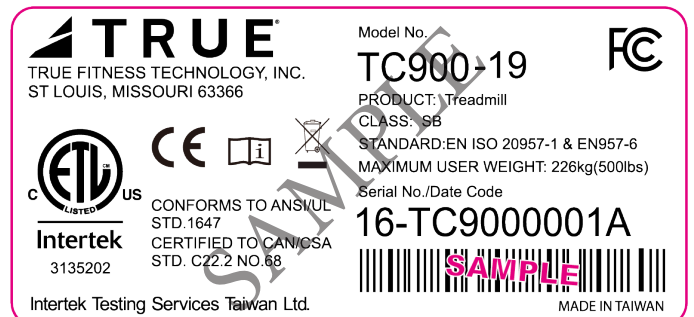 TRUE
TRUE FITNESS TECHNOLOGY, INC.
ST LOUIS, MISSOURI 63366
C ETL CM US
LISTED
Intertek
3135202
CE
i
CONFORMS TO ANSI/UL
STD.1647
CERTIFIED TO CAN/CSA
STD. C22.2 NO.68
Intertek Testing Services Taiwan Ltd.
Model No.
TC900-19
FC
PRODUCT: Treadmill
CLASS: SB
STANDARD:EN ISO 20957-1 & EN957-6
MAXIMUM USER WEIGHT: 226kg(500lbs)
Serial No./Date Code
16-TC9000001A
SAMPLE
MADE IN TAIWAN
SAMPLE